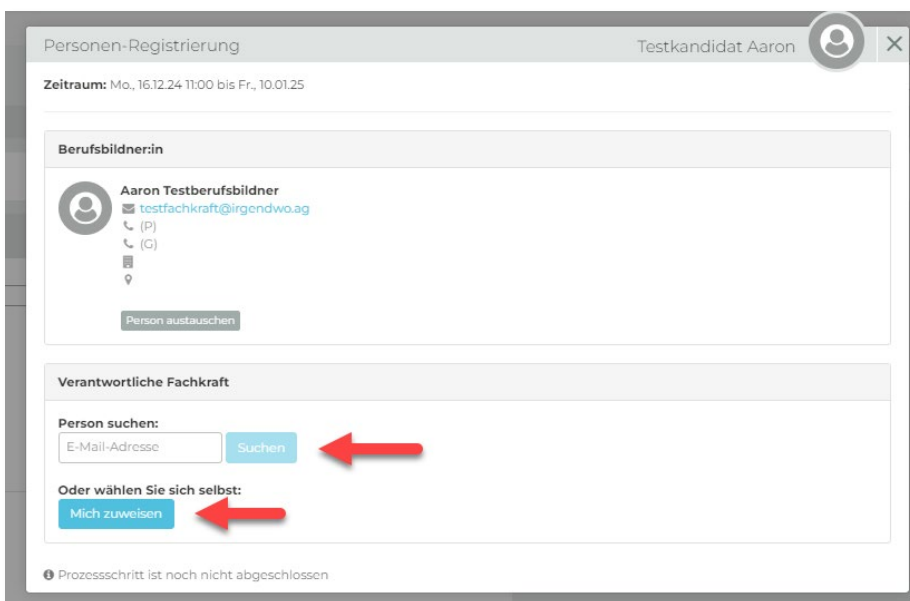 Personen-Registrierung
Testkandidat Aaron
Zeitraum: Mo., 16.12.24 11:00 bis Fr., 10.01.25
Berufsbildner:in
Aaron Testberufsbildner
testfachkraft@irgendwo.ag
(P)
(G)
Person austauschen
Verantwortliche Fachkraft
Person suchen:
E-Mail-Adresse Suchen
Oder wählen Sie sich selbst:
Mich zuweisen
Prozessschritt ist noch nicht abgeschlossen